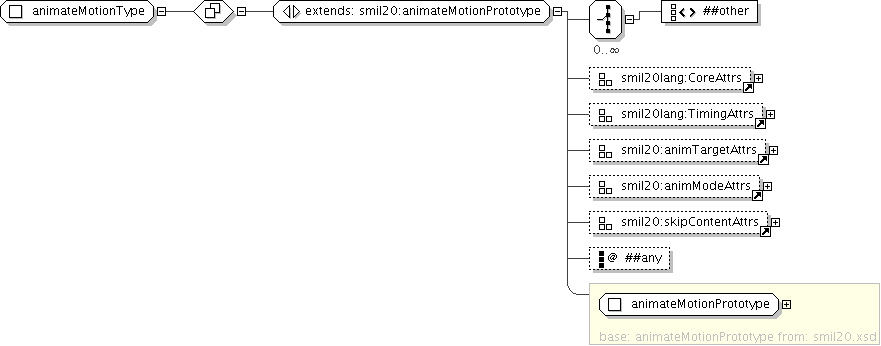 animateMotionType
extends: smil20:animateMotionPrototype
##other
0..∞
smil20lang:CoreAttrs
smil20lang:TimingAttrs
smil20:animTargetAttrs
smil20:animModeAttrs
smil20:skipContentAttrs
@ ##any
animateMotionPrototype
base: animateMotionPrototype from: smil20.xsd